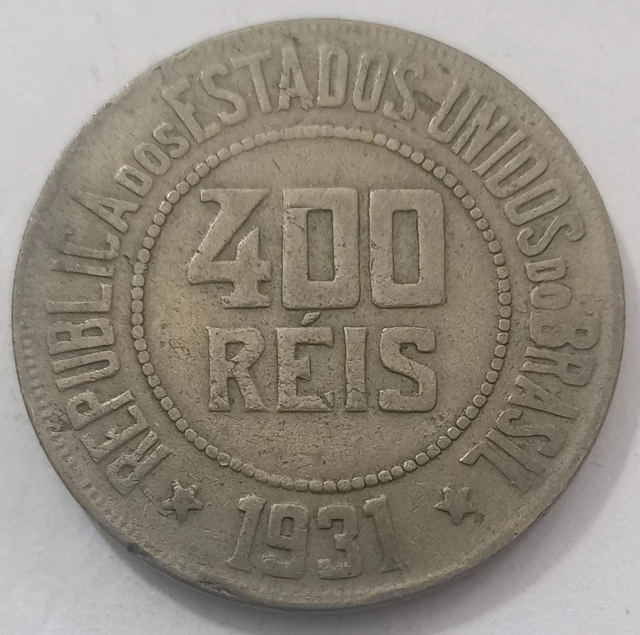 REPUBLICA DOS ESTADOS UNIDOS DO BRASIL
400
RÉIS
1931